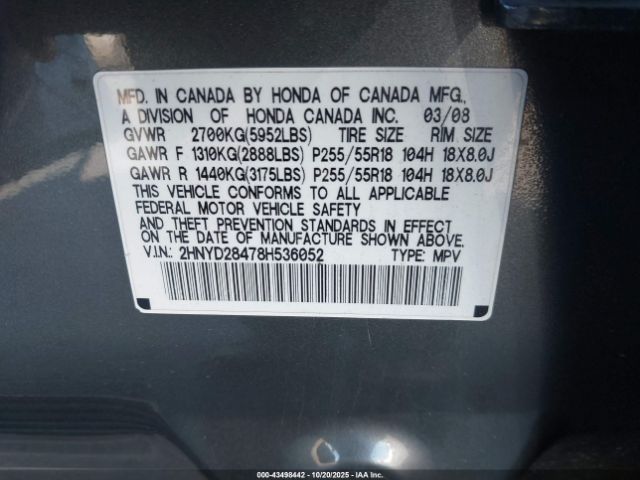 MFD. IN CANADA BY HONDA OF CANADA MFG.,
A DIVISION OF HONDA CANADA INC. 03/08
GVWR 2700KG(5952LBS) TIRE SIZE RIM SIZE
GAWR F 1310KG(2888LBS) P255/55R18 104H 18X8.0J
GAWR R 1440KG(3175LBS) P255/55R18 104H 18X8.0J
THIS VEHICLE CONFORMS TO ALL APPLICABLE
FEDERAL MOTOR VEHICLE SAFETY
AND THEFT PREVENTION STANDARDS IN EFFECT
ON THE DATE OF MANUFACTURE SHOWN ABOVE.
V.I.N.: 2HNYD28478H536052 TYPE: MPV
© 000-43498442 - 10/20/2025 - IAAI.com